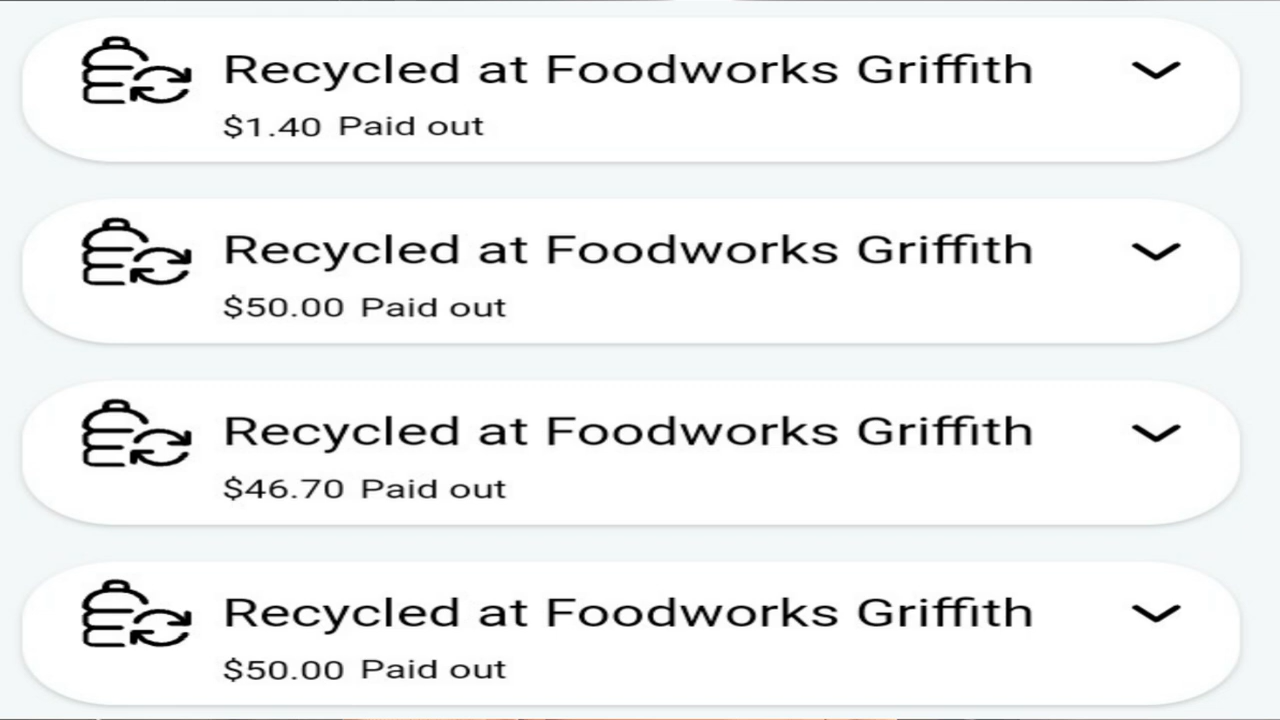 Recycled at Foodworks Griffith
$1.40 Paid out
Recycled at Foodworks Griffith
$50.00 Paid out
Recycled at Foodworks Griffith
$46.70 Paid out
Recycled at Foodworks Griffith
$50.00 Paid out